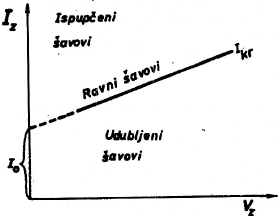 I_z
Ispupčeni
šavovi
Ravni šavovi
I_kr
Udubljeni
šavovi
I_o
V_z